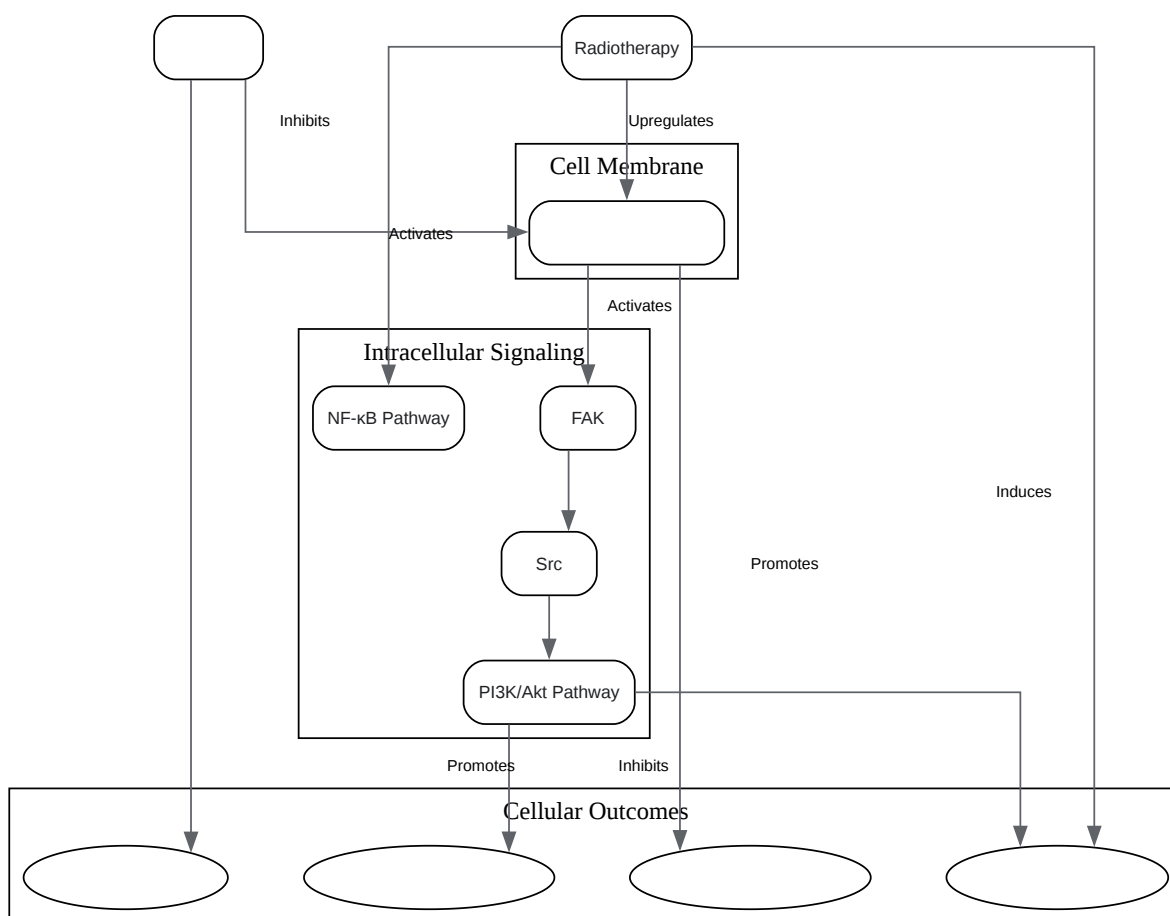 Radiotherapy
Inhibits
Upregulates
Cell Membrane
Activates
Activates
Intracellular Signaling
NF-κB Pathway
FAK
Induces
Src
Promotes
PI3K/Akt Pathway
Promotes
Inhibits
Cellular Outcomes